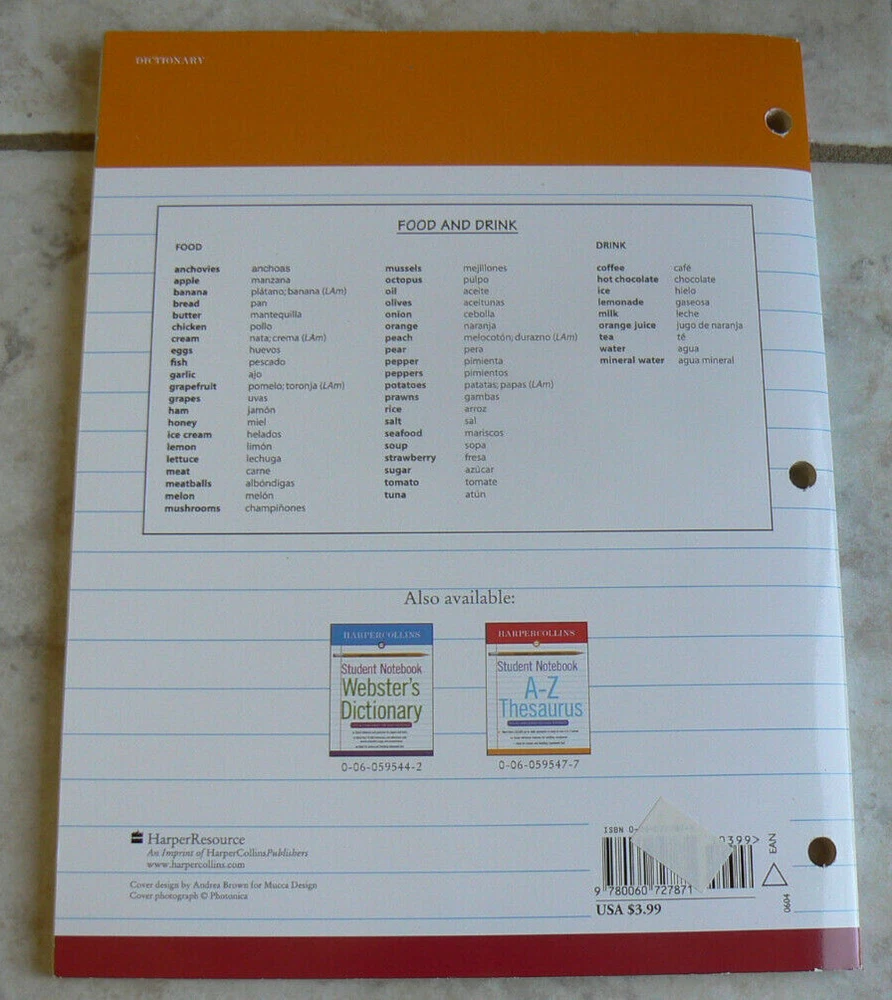 DICTIONARY
FOOD AND DRINK
FOOD
anchovies anchoas
apple manzana
banana plátano; banana (LAm)
bread pan
butter mantequilla
chicken pollo
cream nata; crema (LAm)
eggs huevos
fish pescado
garlic ajo
grapefruit pomelo; toronja (LAm)
grapes uvas
ham jamón
honey miel
ice cream helados
lemon limón
lettuce lechuga
meat carne
meatballs albóndigas
melon melón
mushrooms champiñones
mussels mejillones
octopus pulpo
oil aceite
olives aceitunas
onion cebolla
orange naranja
peach melocotón; durazno (LAm)
pear pera
pepper pimienta
peppers pimientos
potatoes patatas; papas (LAm)
prawns gambas
rice arroz
salt sal
seafood mariscos
soup sopa
strawberry fresa
sugar azúcar
tomato tomate
tuna atún
DRINK
coffee café
hot chocolate chocolate
ice hielo
lemonade gaseosa
milk leche
orange juice jugo de naranja
tea té
water agua
mineral water agua mineral
Also available:
HARPERCOLLINS
Student Notebook
Webster's
Dictionary
0-06-059544-2
HARPERCOLLINS
Student Notebook
A-Z
Thesaurus
0-06-059547-7
HarperResource
An Imprint of HarperCollinsPublishers
www.harpercollins.com
Cover design by Andrea Brown for Mucca Design
Cover photograph © Photonica
ISBN 0-
0399>
EAN
9 780060 727871
USA $3.99
0604